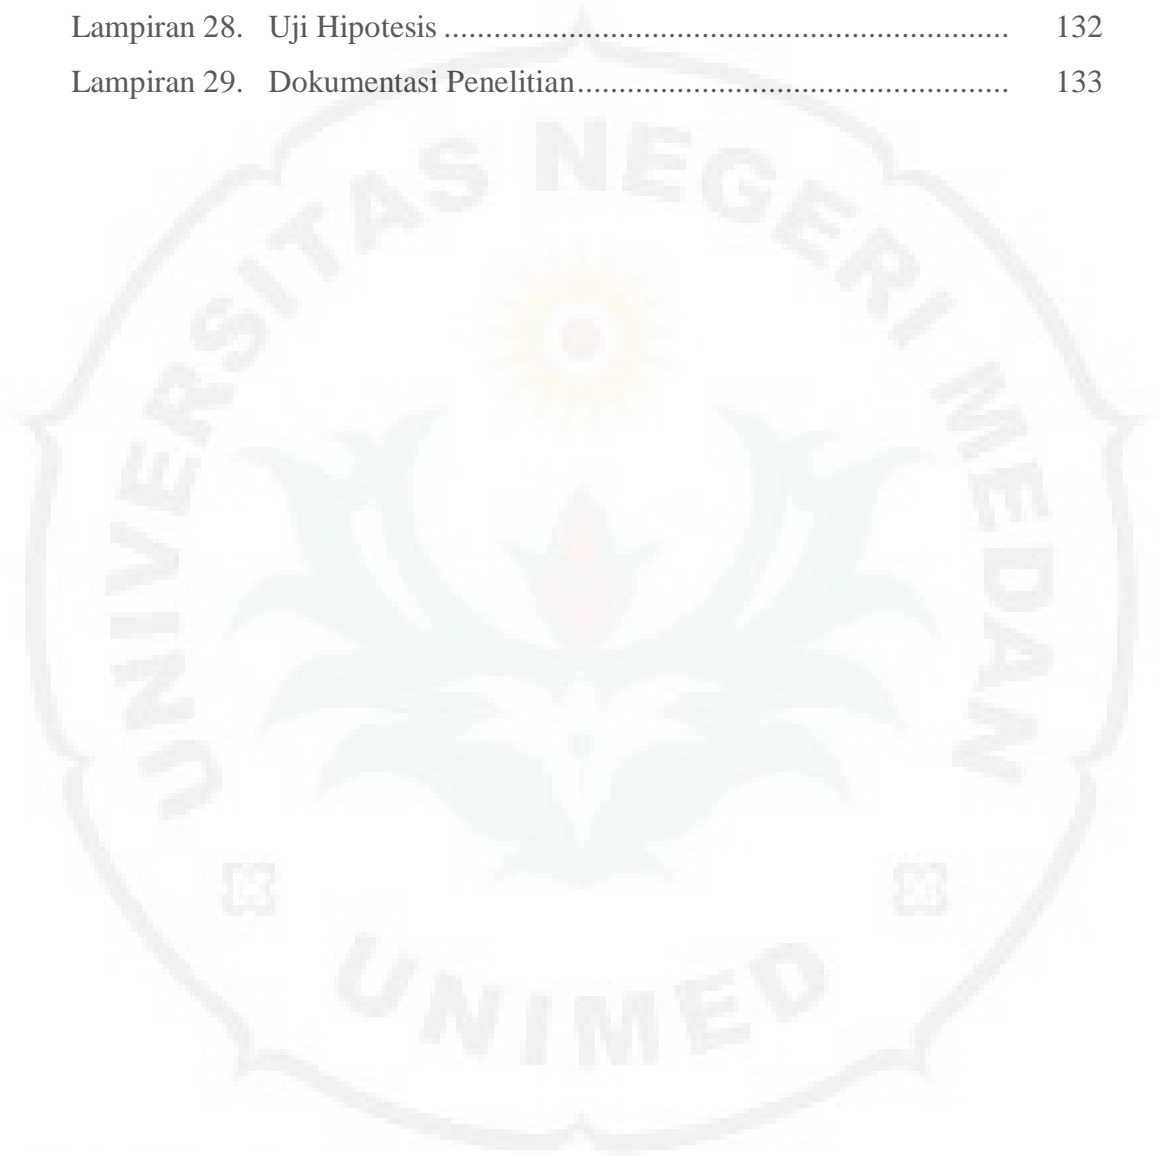 Lampiran 28. Uji Hipotesis .................................................................... 132
Lampiran 29. Dokumentasi Penelitian.................................................... 133
UNIVERSITAS NEGERI MEDAN
UNIMED